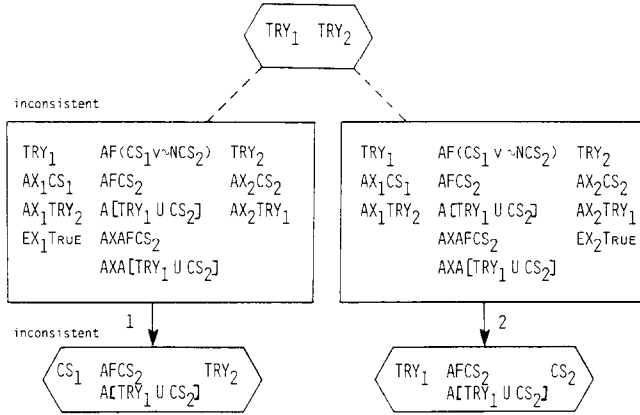 TRY₁ TRY₂
inconsistent
TRY₁ AF(CS₁∨~NCS₂) TRY₂
AX₁CS₁ AFCS₂ AX₂CS₂
AX₁TRY₂ A[TRY₁ U CS₂] AX₂TRY₁
EX₁TRUE AXAFCS₂
AXA[TRY₁ U CS₂]
TRY₁ AF(CS₁ ∨ ~NCS₂) TRY₂
AX₁CS₁ AFCS₂ AX₂CS₂
AX₁TRY₂ A[TRY₁ U CS₂] AX₂TRY₁
AXAFCS₂ EX₂TRUE
AXA[TRY₁ U CS₂]
1
2
inconsistent
CS₁ AFCS₂ TRY₂
A[TRY₁ U CS₂]
TRY₁ AFCS₂ CS₂
A[TRY₁ U CS₂]